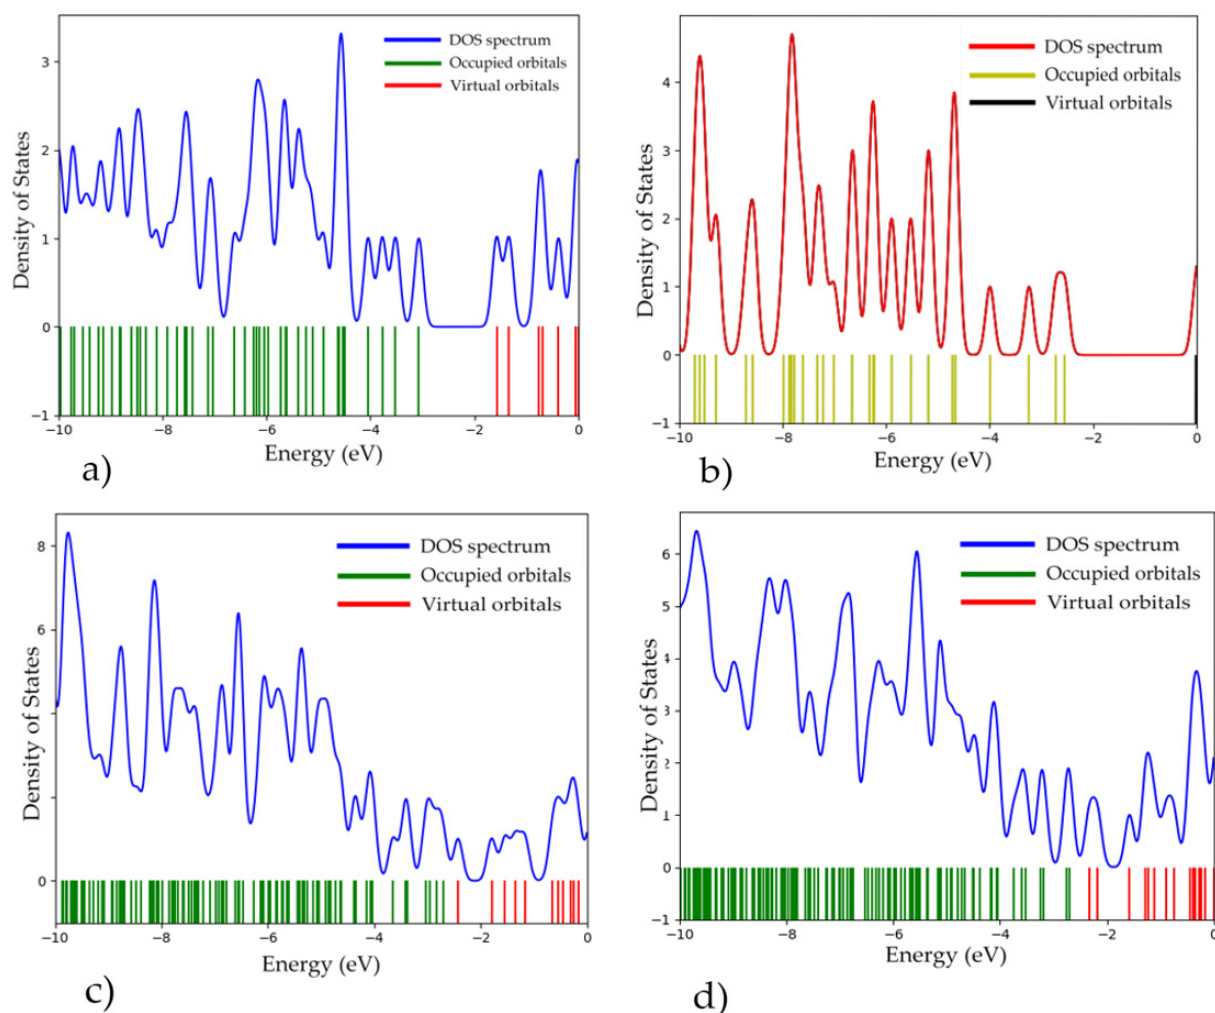 DOS spectrum
Occupied orbitals
Virtual orbitals
3
2
1
0
−1
Density of States
−10
−8
−6
−4
−2
0
Energy (eV)
a)
DOS spectrum
Occupied orbitals
Virtual orbitals
4
3
2
1
0
−1
Density of States
−10
−8
−6
−4
−2
0
Energy (eV)
b)
DOS spectrum
Occupied orbitals
Virtual orbitals
8
6
0
Density of States
−10
−8
−6
−4
−2
0
Energy (eV)
c)
DOS spectrum
Occupied orbitals
Virtual orbitals
6
5
4
3
2
1
0
−1
Density of States
−10
−8
−6
−4
−2
0
Energy (eV)
d)